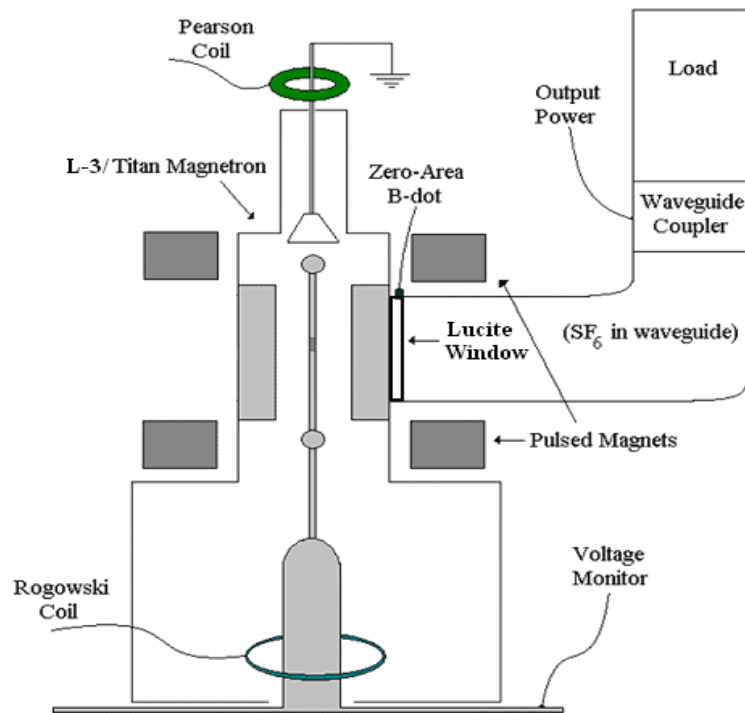 Pearson
Coil
Load
Output
Power
L-3/Titan Magnetron
Zero-Area
B-dot
Waveguide
Coupler
Lucite
Window
(SF6 in waveguide)
Pulsed Magnets
Voltage
Monitor
Rogowski
Coil